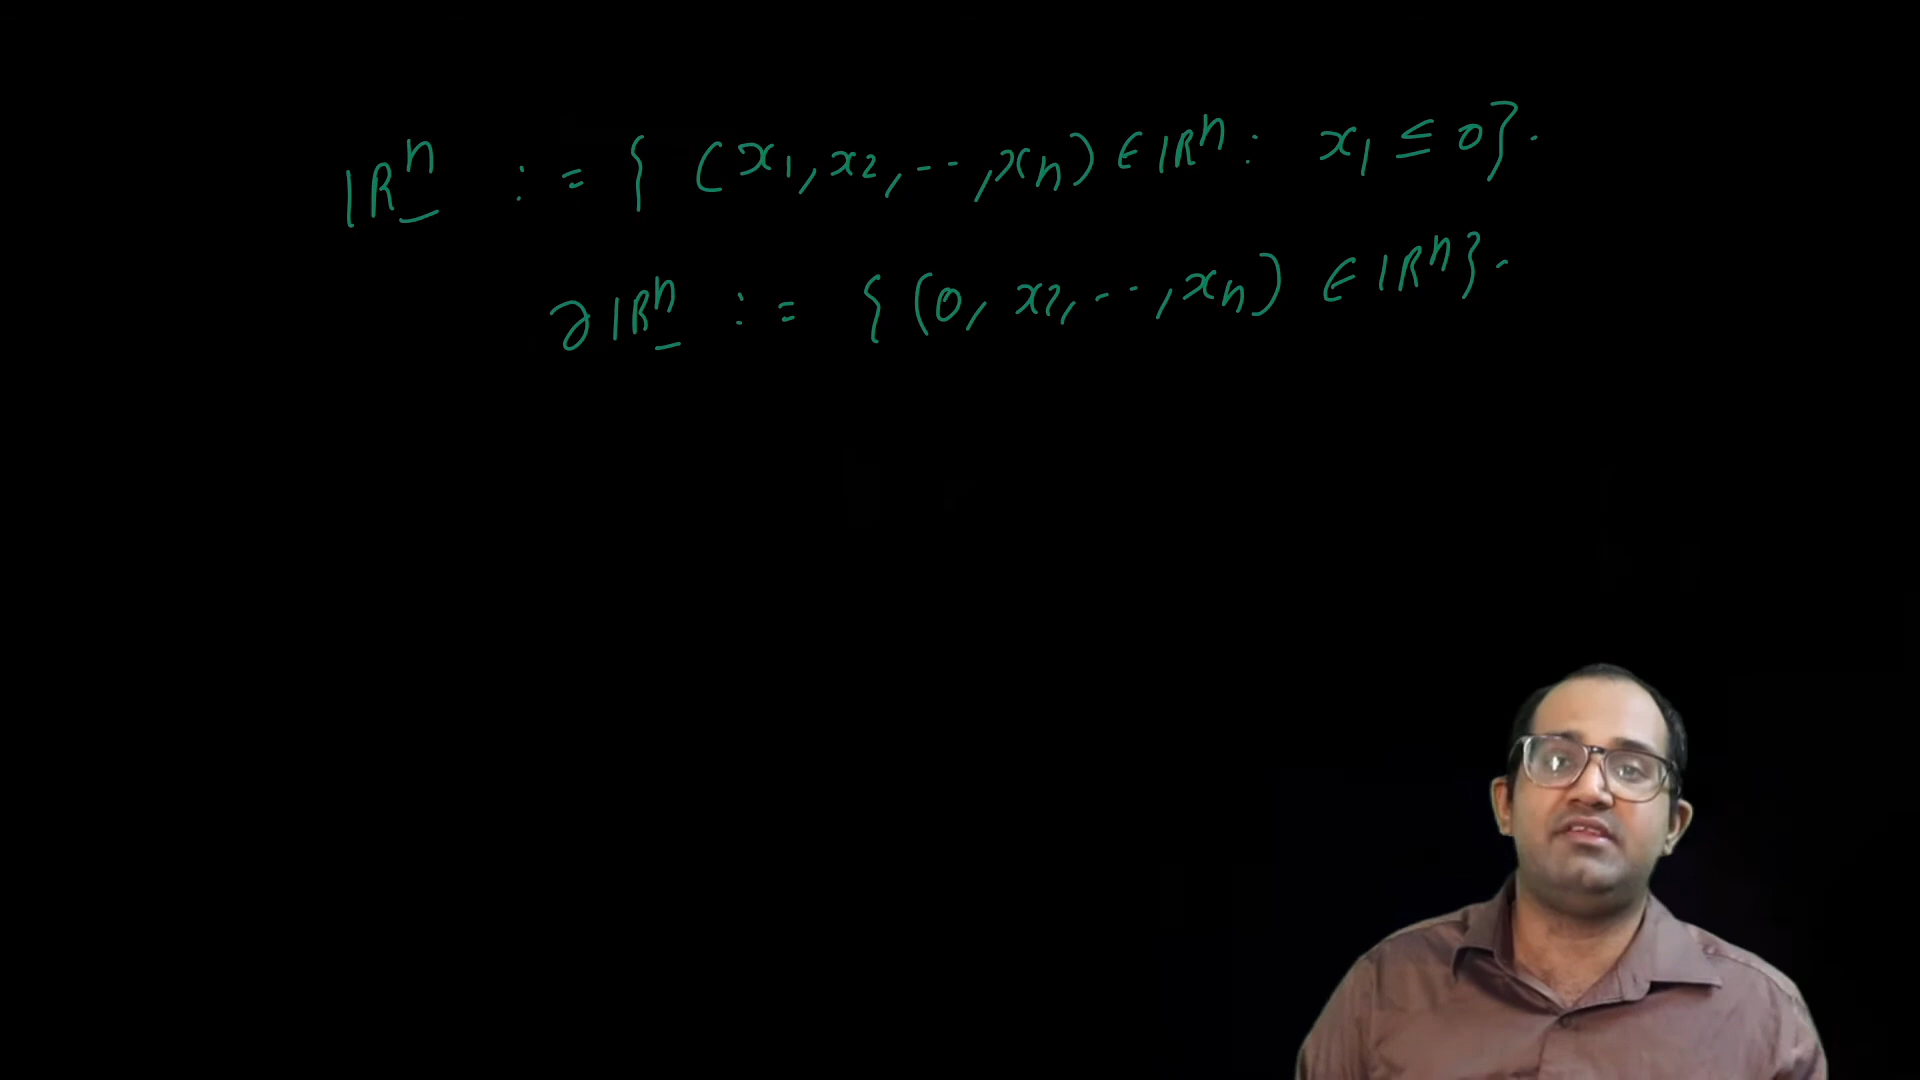 ℝⁿ₋ := { (x₁, x₂, --, xₙ) ∈ ℝⁿ : x₁ ≤ 0}.
∂ℝⁿ₋ := {(0, x₂, --, xₙ) ∈ ℝⁿ}.